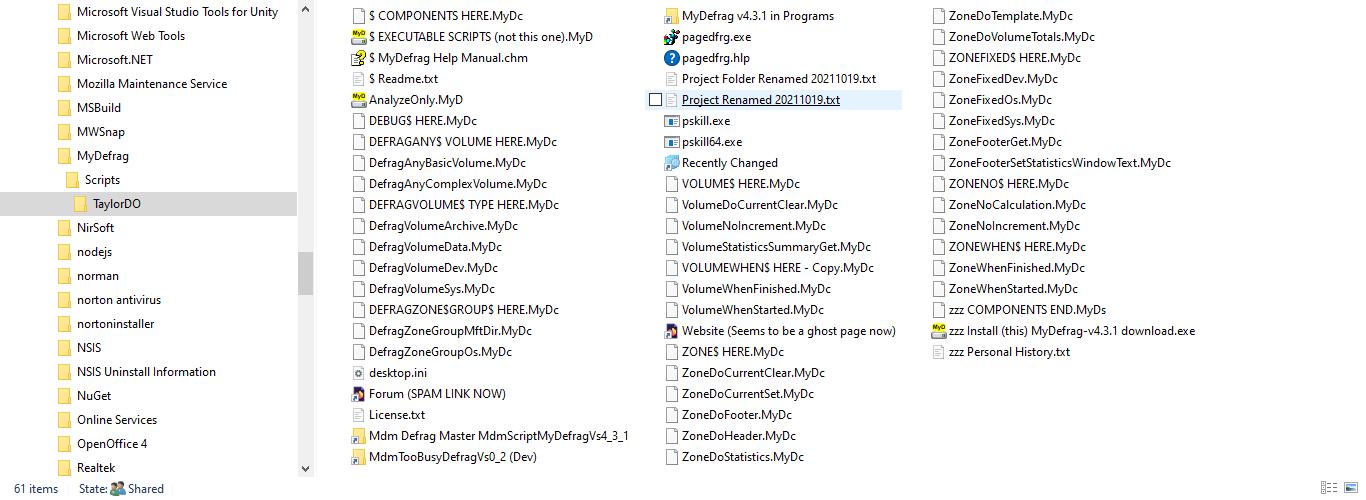 Microsoft Visual Studio Tools for Unity
Microsoft Web Tools
Microsoft.NET
Mozilla Maintenance Service
MSBuild
MWSnap
MyDefrag
Scripts
TaylorDO
NirSoft
nodejs
norman
norton antivirus
nortoninstaller
NSIS
NSIS Uninstall Information
NuGet
Online Services
OpenOffice 4
Realtek
$ COMPONENTS HERE.MyDc
$ EXECUTABLE SCRIPTS (not this one).MyD
$ MyDefrag Help Manual.chm
$ Readme.txt
AnalyzeOnly.MyD
DEBUG$ HERE.MyDc
DEFRAGANY$ VOLUME HERE.MyDc
DefragAnyBasicVolume.MyDc
DefragAnyComplexVolume.MyDc
DEFRAGVOLUME$ TYPE HERE.MyDc
DefragVolumeArchive.MyDc
DefragVolumeData.MyDc
DefragVolumeDev.MyDc
DefragVolumeSys.MyDc
DEFRAGZONE$GROUP$ HERE.MyDc
DefragZoneGroupMftDir.MyDc
DefragZoneGroupOs.MyDc
desktop.ini
Forum (SPAM LINK NOW)
License.txt
Mdm Defrag Master MdmScriptMyDefragVs4_3_1
MdmTooBusyDefragVs0_2 (Dev)
MyDefrag v4.3.1 in Programs
pagedfrg.exe
pagedfrg.hlp
Project Folder Renamed 20211019.txt
Project Renamed 20211019.txt
pskill.exe
pskill64.exe
Recently Changed
VOLUME$ HERE.MyDc
VolumeDoCurrentClear.MyDc
VolumeNoIncrement.MyDc
VolumeStatisticsSummaryGet.MyDc
VOLUMEWHEN$ HERE - Copy.MyDc
VolumeWhenFinished.MyDc
VolumeWhenStarted.MyDc
Website (Seems to be a ghost page now)
ZONE$ HERE.MyDc
ZoneDoCurrentClear.MyDc
ZoneDoCurrentSet.MyDc
ZoneDoFooter.MyDc
ZoneDoHeader.MyDc
ZoneDoStatistics.MyDc
ZoneDoTemplate.MyDc
ZoneDoVolumeTotals.MyDc
ZONEFIXED$ HERE.MyDc
ZoneFixedDev.MyDc
ZoneFixedOs.MyDc
ZoneFixedSys.MyDc
ZoneFooterGet.MyDc
ZoneFooterSetStatisticsWindowText.MyDc
ZONENO$ HERE.MyDc
ZoneNoCalculation.MyDc
ZoneNoIncrement.MyDc
ZONEWHEN$ HERE.MyDc
ZoneWhenFinished.MyDc
ZoneWhenStarted.MyDc
zzz COMPONENTS END.MyDs
zzz Install (this) MyDefrag-v4.3.1 download.exe
zzz Personal History.txt
61 items State: Shared